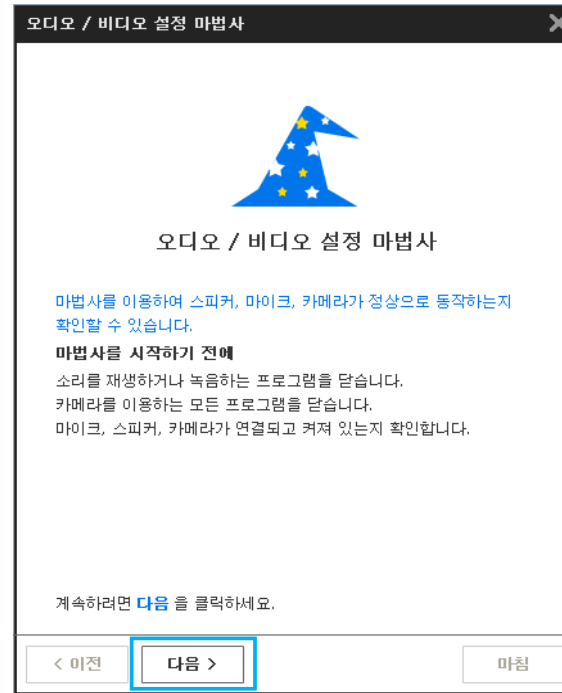 오디오 / 비디오 설정 마법사
오디오 / 비디오 설정 마법사
마법사를 이용하여 스피커, 마이크, 카메라가 정상으로 동작하는지
확인할 수 있습니다.
마법사를 시작하기 전에
소리를 재생하거나 녹음하는 프로그램을 닫습니다.
카메라를 이용하는 모든 프로그램을 닫습니다.
마이크, 스피커, 카메라가 연결되고 켜져 있는지 확인합니다.
계속하려면 다음 을 클릭하세요.
< 이전 다음 > 마침